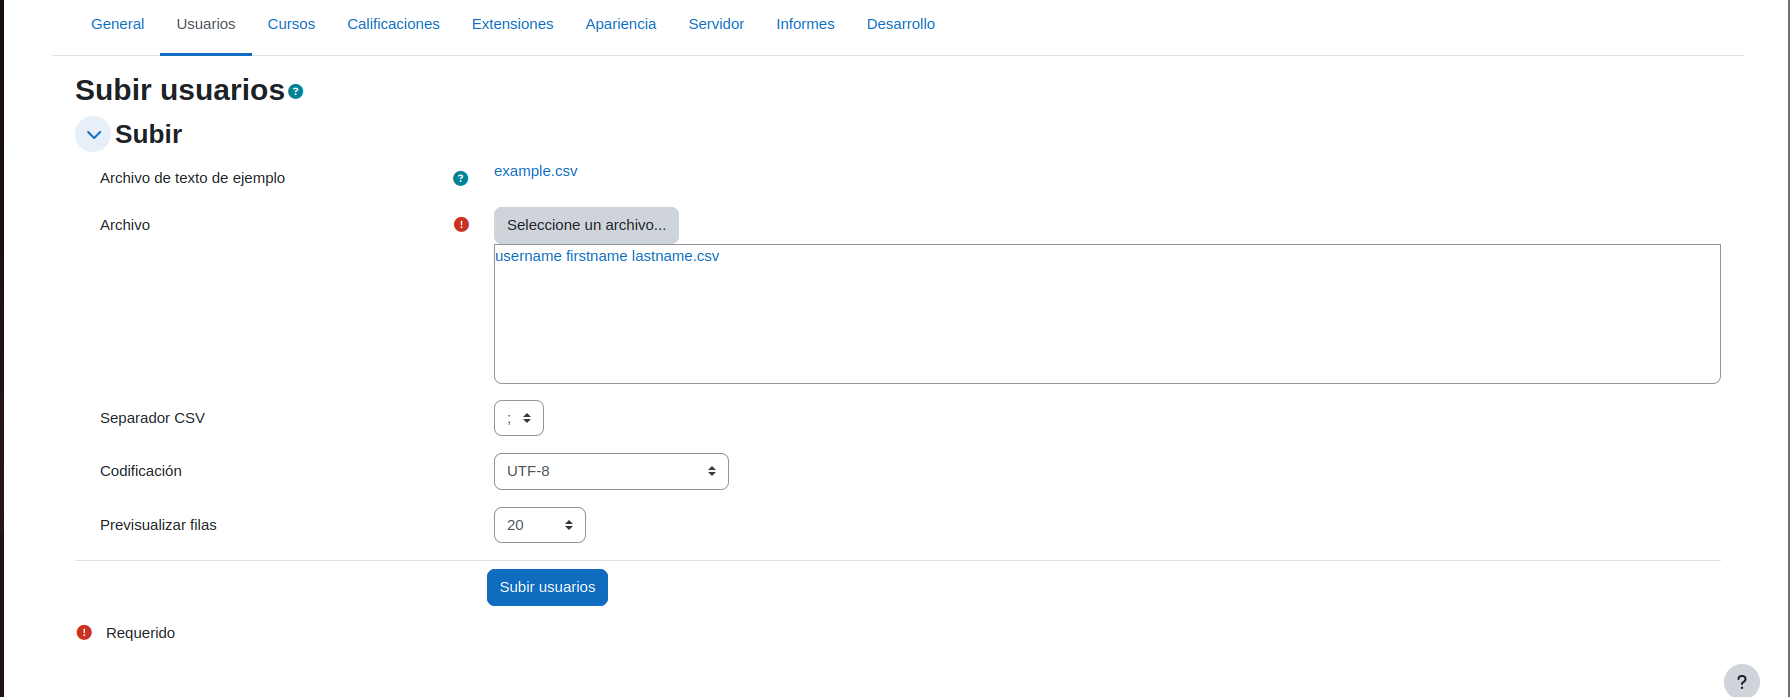 General Usuarios Cursos Calificaciones Extensiones Apariencia Servidor Informes Desarrollo
Subir usuarios ?
Subir
Archivo de texto de ejemplo ? example.csv
Archivo ! Seleccione un archivo...
username firstname lastname.csv
Separador CSV ;
Codificación UTF-8
Previsualizar filas 20
Subir usuarios
! Requerido
?